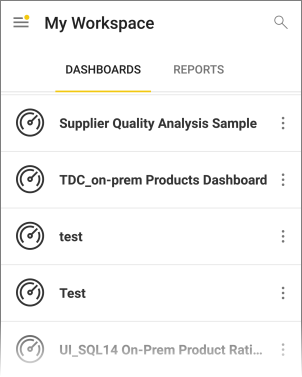 My Workspace
DASHBOARDS REPORTS
Supplier Quality Analysis Sample
TDC_on-prem Products Dashboard
test
Test
UI_SQL14 On-Prem Product Rati...